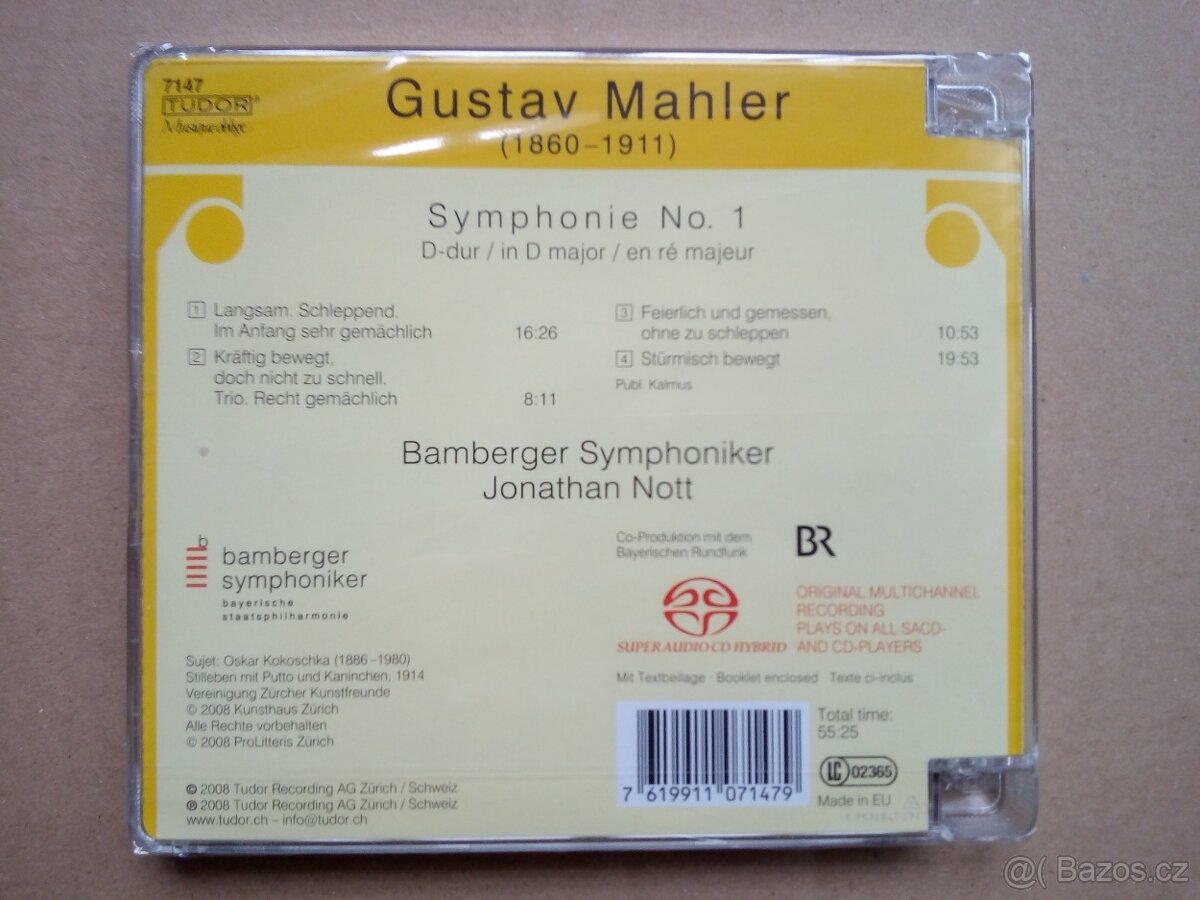 7147
TUDOR®
Gustav Mahler
(1860–1911)
Symphonie No. 1
D-dur / in D major / en ré majeur
1 Langsam. Schleppend.
Im Anfang sehr gemächlich 16:26
2 Kräftig bewegt,
doch nicht zu schnell.
Trio. Recht gemächlich 8:11
3 Feierlich und gemessen,
ohne zu schleppen 10:53
4 Stürmisch bewegt 19:53
Publ. Kalmus
Bamberger Symphoniker
Jonathan Nott
b
bamberger
symphoniker
bayerische
staatsphilharmonie
Co-Produktion mit dem
Bayerischen Rundfunk
BR
SUPER AUDIO CD HYBRID
ORIGINAL MULTICHANNEL
RECORDING
PLAYS ON ALL SACD-
AND CD-PLAYERS
Mit Textbeilage · Booklet enclosed · Texte ci-inclus
Sujet: Oskar Kokoschka (1886–1980)
Stilleben mit Putto und Kaninchen, 1914
Vereinigung Zürcher Kunstfreunde
© 2008 Kunsthaus Zürich
Alle Rechte vorbehalten
© 2008 ProLitteris Zürich
© 2008 Tudor Recording AG Zürich / Schweiz
℗ 2008 Tudor Recording AG Zürich / Schweiz
www.tudor.ch – info@tudor.ch
7 619911 071479
Total time:
55:25
LC 02365
Made in EU
@( Bazos.cz